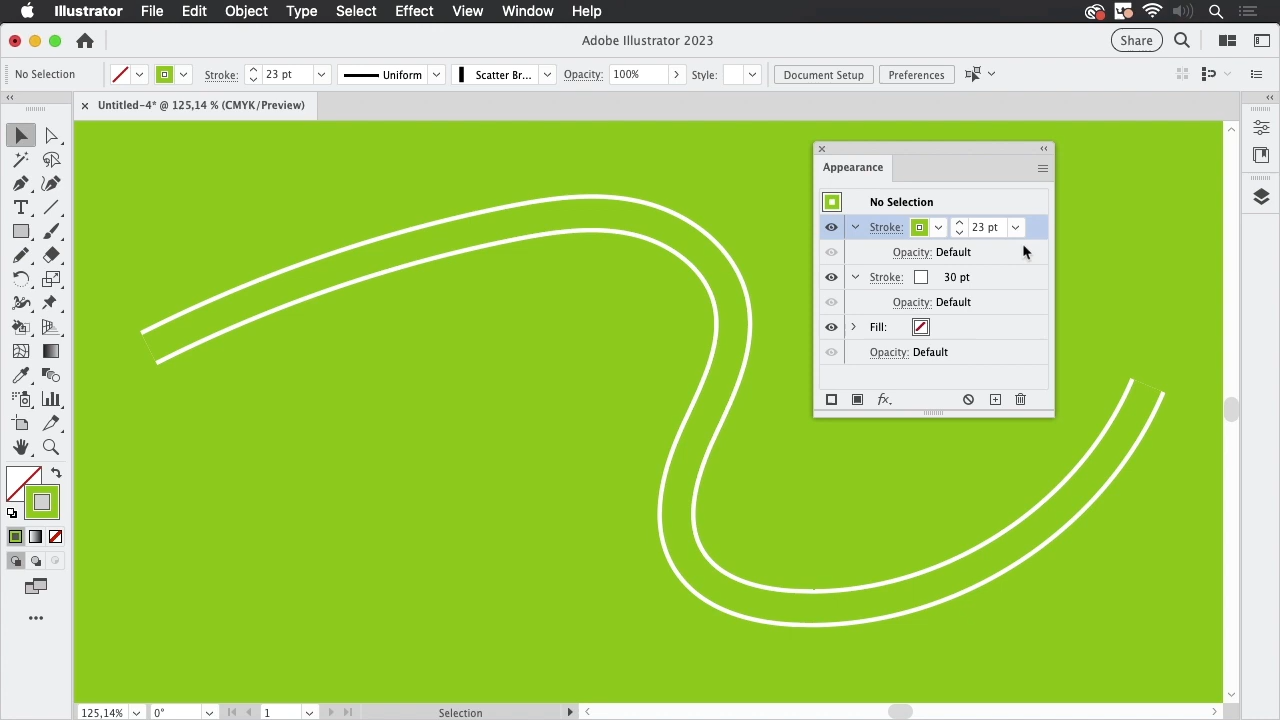 Illustrator File Edit Object Type Select Effect View Window Help
Adobe Illustrator 2023
Share
No Selection
Stroke:
23 pt
Uniform
Scatter Br...
Opacity:
100%
Style:
Document Setup
Preferences
Untitled-4* @ 125,14 % (CMYK/Preview)
Appearance
No Selection
Stroke: 23 pt
Opacity: Default
Stroke: 30 pt
Opacity: Default
Fill:
Opacity: Default
fx.
125,14%
0°
1
Selection